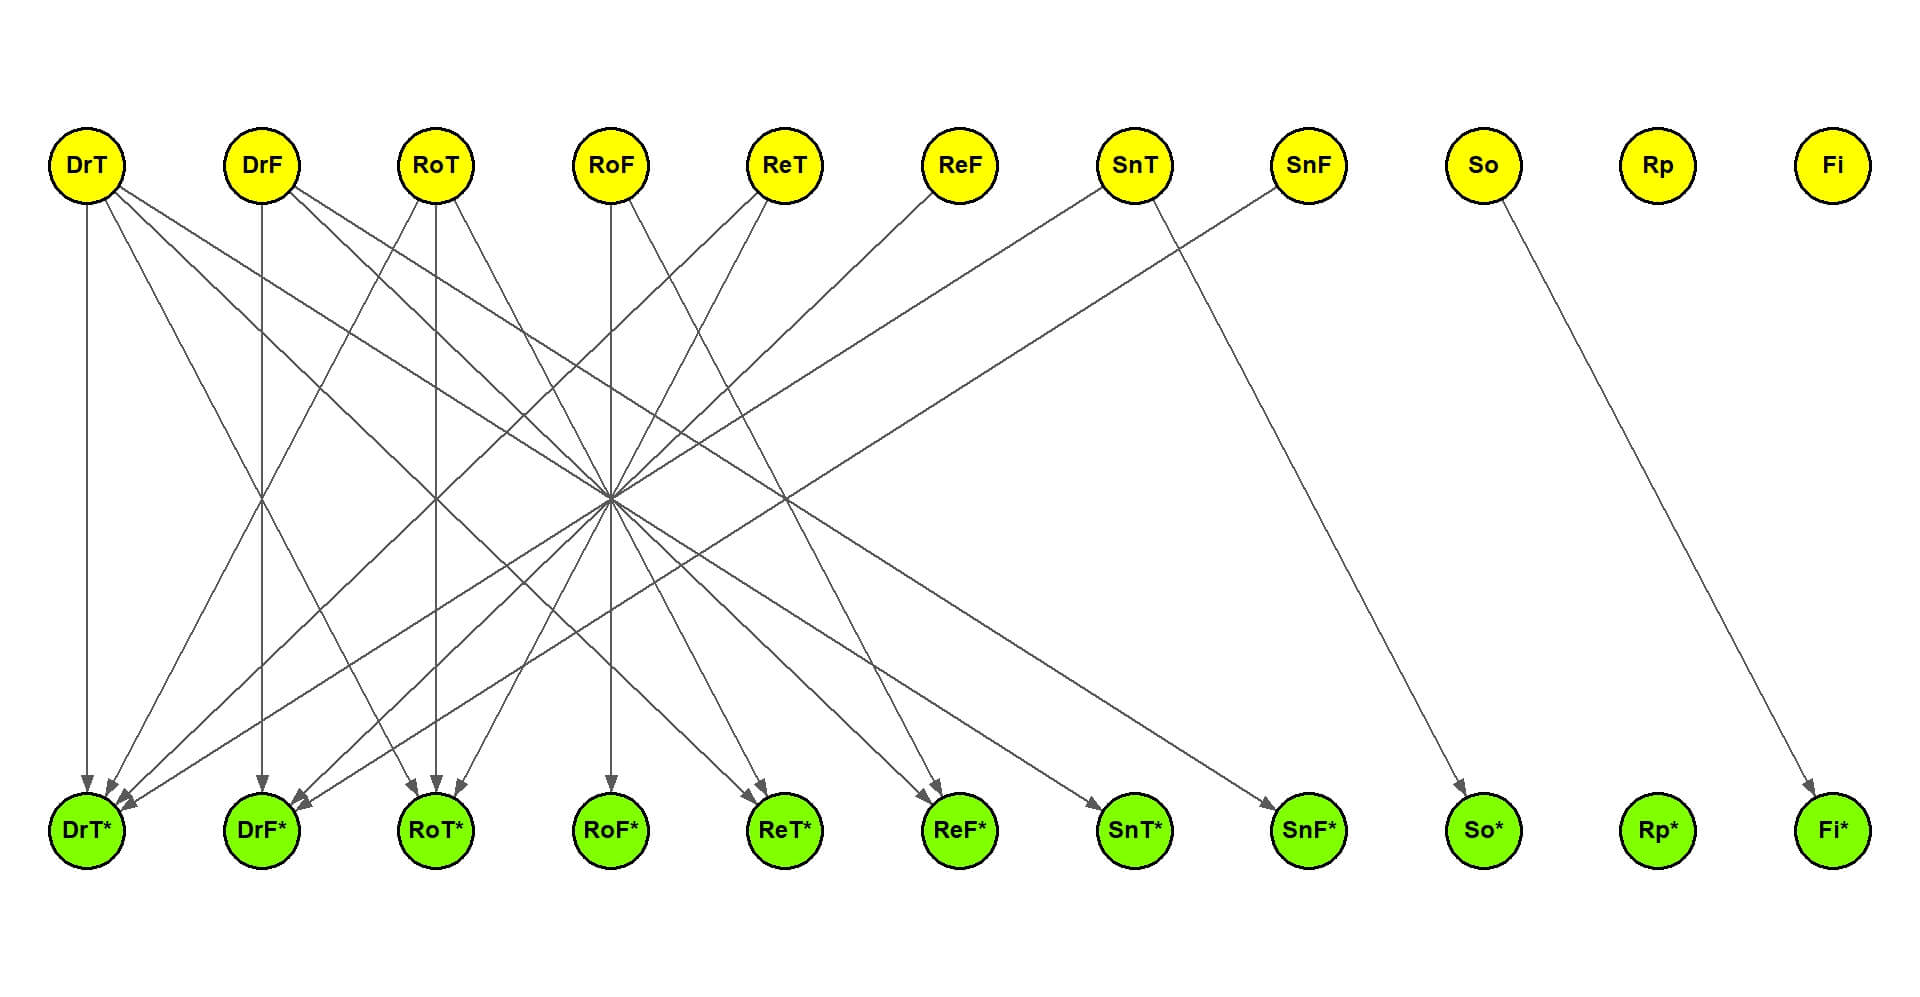 DrT DrF RoT RoF ReT ReF SnT SnF So Rp Fi
DrT* DrF* RoT* RoF* ReT* ReF* SnT* SnF* So* Rp* Fi*